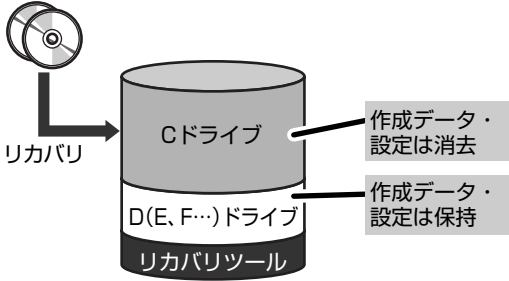 リカバリ
Cドライブ
作成データ・
設定は消去
D(E、F…)ドライブ
作成データ・
設定は保持
リカバリツール